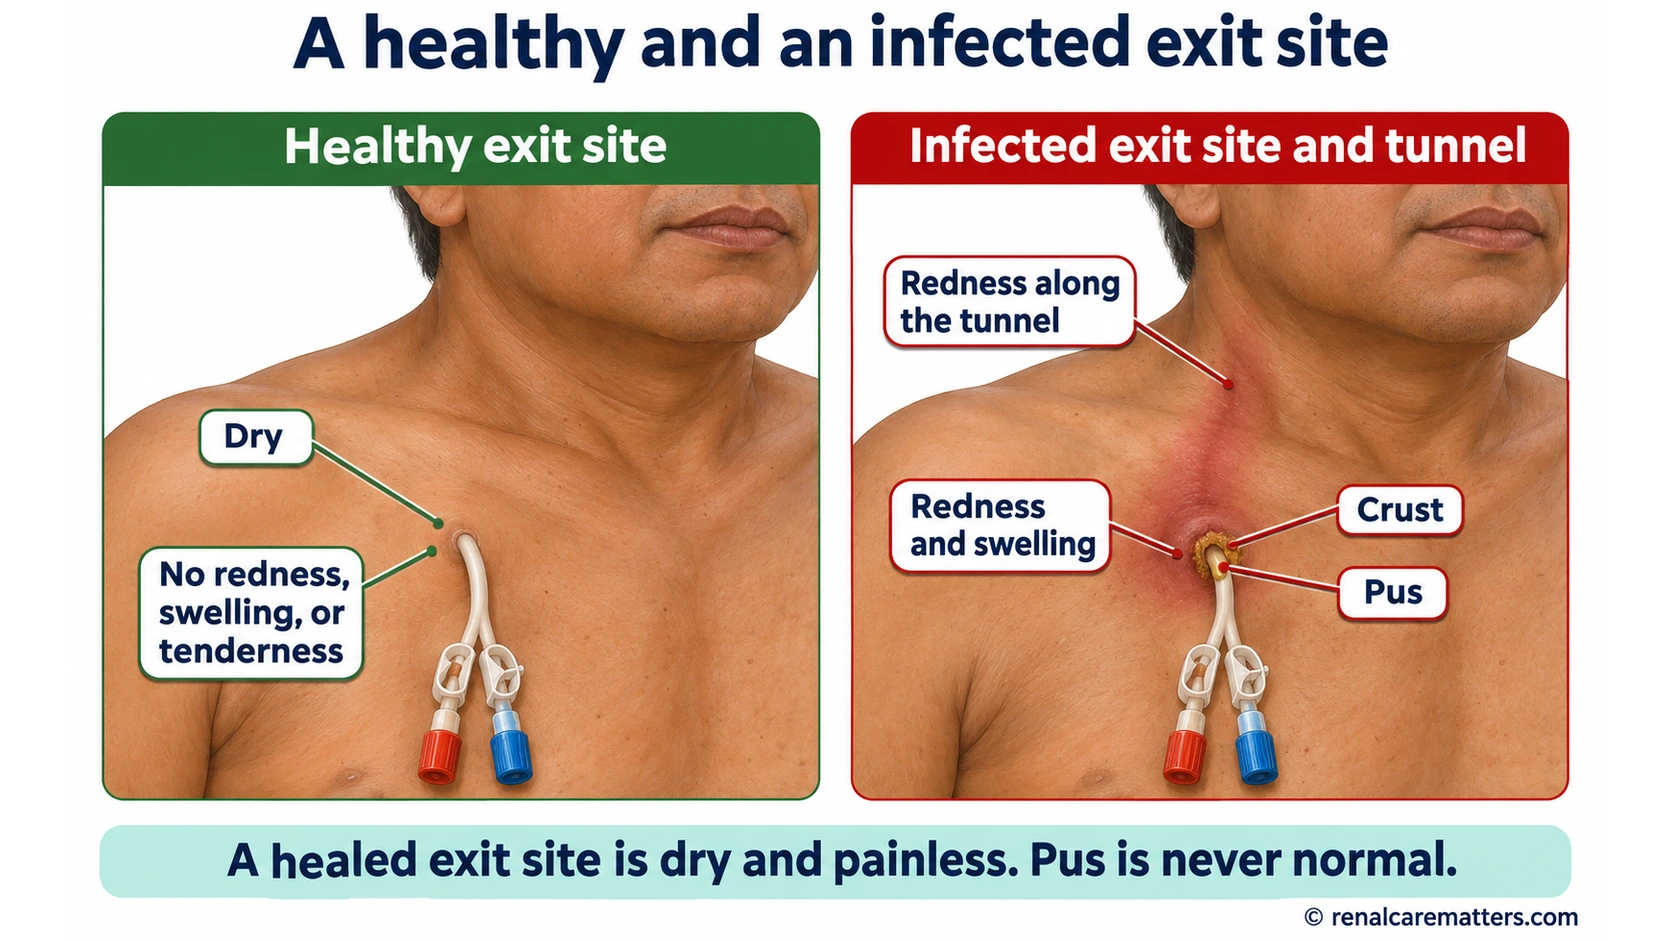 A healthy and an infected exit site
Healthy exit site
Dry
No redness,
swelling, or
tenderness
Infected exit site and tunnel
Redness along
the tunnel
Redness
and swelling
Crust
Pus
A healed exit site is dry and painless. Pus is never normal.
© renalcarematters.com